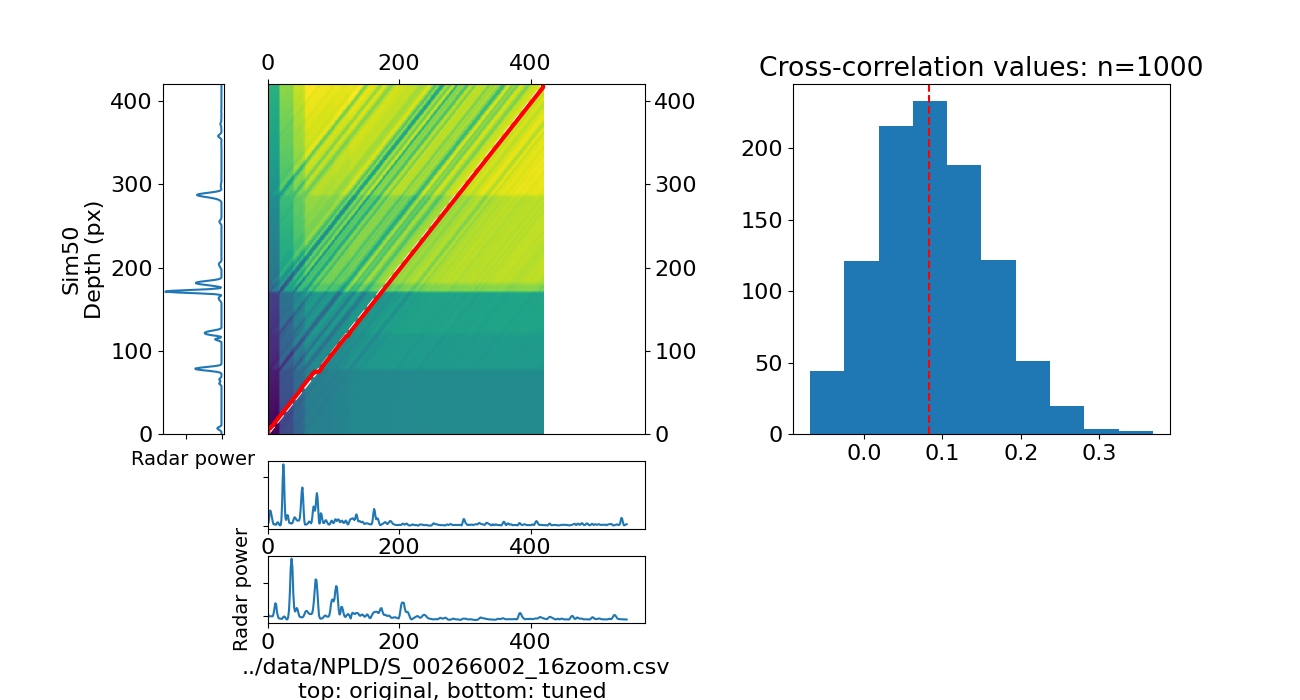 Cross-correlation values: n=1000
0 200 400
400 400
300 300
200 200
100 100
0 0
Sim50
Depth (px)
Radar power
200
150
100
50
0
0.0 0.1 0.2 0.3
0 200 400
Radar power
0 200 400
../data/NPLD/S_00266002_16zoom.csv
top: original, bottom: tuned